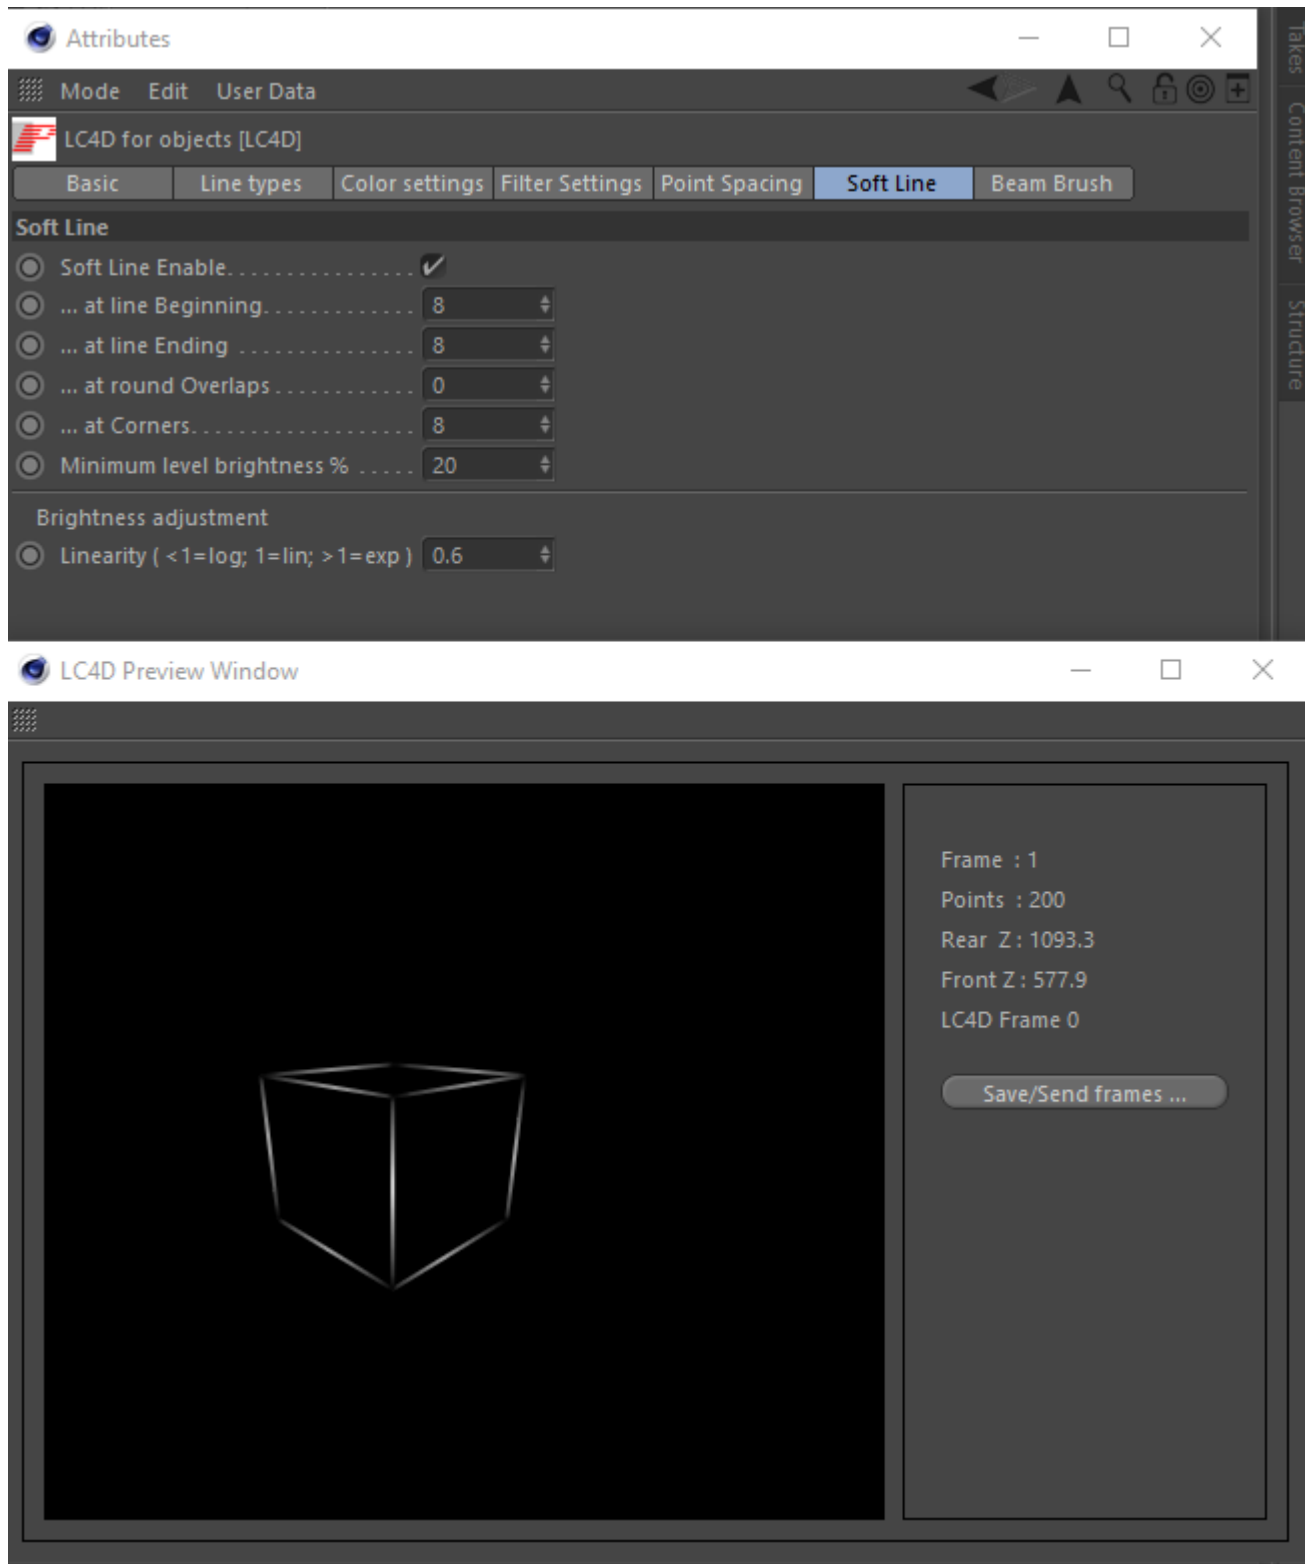 Attributes
Mode Edit User Data
LC4D for objects [LC4D]
Basic Line types Color settings Filter Settings Point Spacing Soft Line Beam Brush
Soft Line
Soft Line Enable. . . . . . . . . . . . . . . .
... at line Beginning. . . . . . . . . . . . . 8
... at line Ending . . . . . . . . . . . . . . . 8
... at round Overlaps . . . . . . . . . . . . 0
... at Corners. . . . . . . . . . . . . . . . . . . 8
Minimum level brightness % . . . . . 20
Brightness adjustment
Linearity ( <1=log; 1=lin; >1=exp ) 0.6
Takes
Content Browser
Structure
LC4D Preview Window
Frame : 1
Points : 200
Rear Z : 1093.3
Front Z : 577.9
LC4D Frame 0
Save/Send frames ...